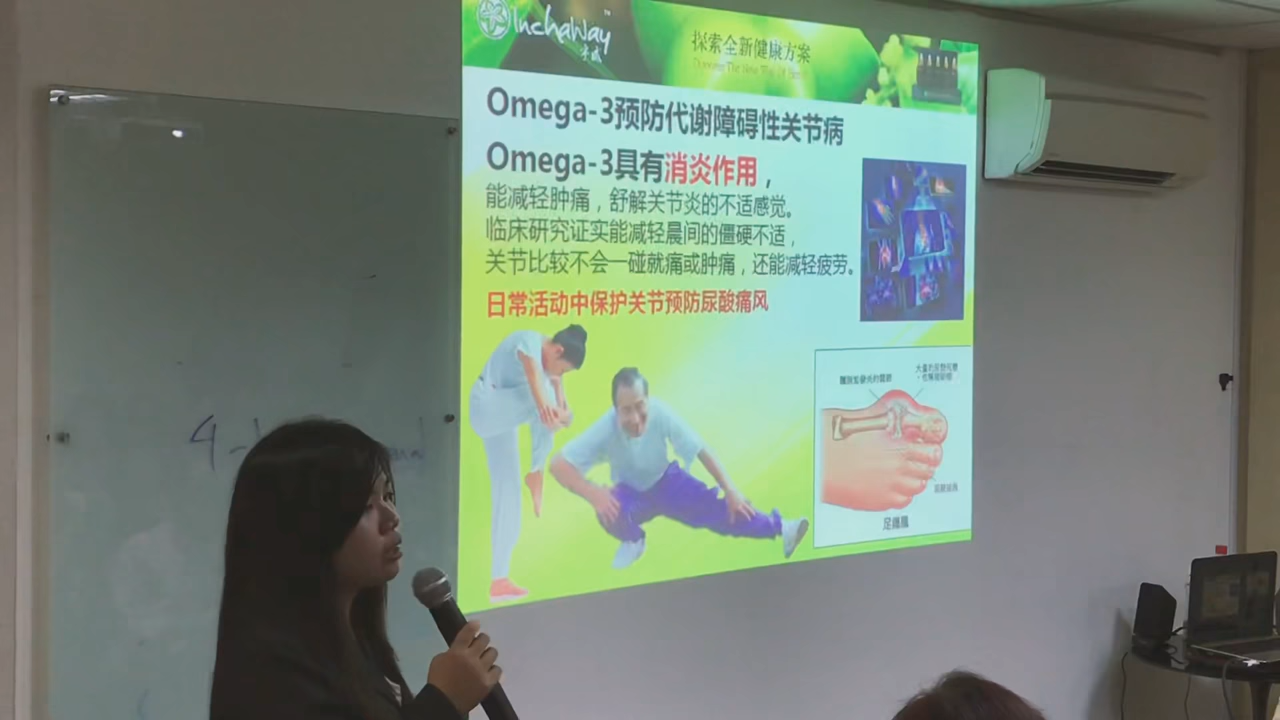 InchaWay
探索全新健康方案
Omega-3预防代谢障碍性关节病
Omega-3具有消炎作用，
能减轻肿痛，舒解关节炎的不适感觉。
临床研究证实能减轻晨间的僵硬不适，
关节比较不会一碰就痛或肿痛，还能减轻疲劳。
日常活动中保护关节预防尿酸痛风